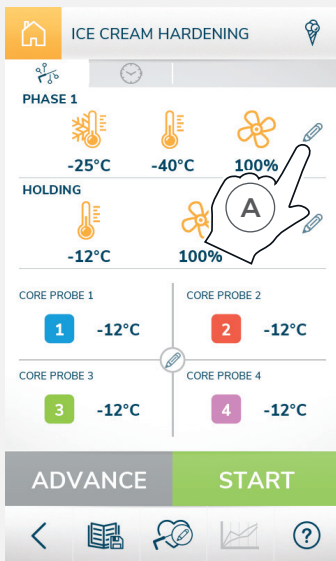 ICE CREAM HARDENING
PHASE 1
-25°C -40°C 100%
HOLDING
A
-12°C 100%
CORE PROBE 1 CORE PROBE 2
1 -12°C 2 -12°C
CORE PROBE 3 CORE PROBE 4
3 -12°C 4 -12°C
ADVANCE START
?